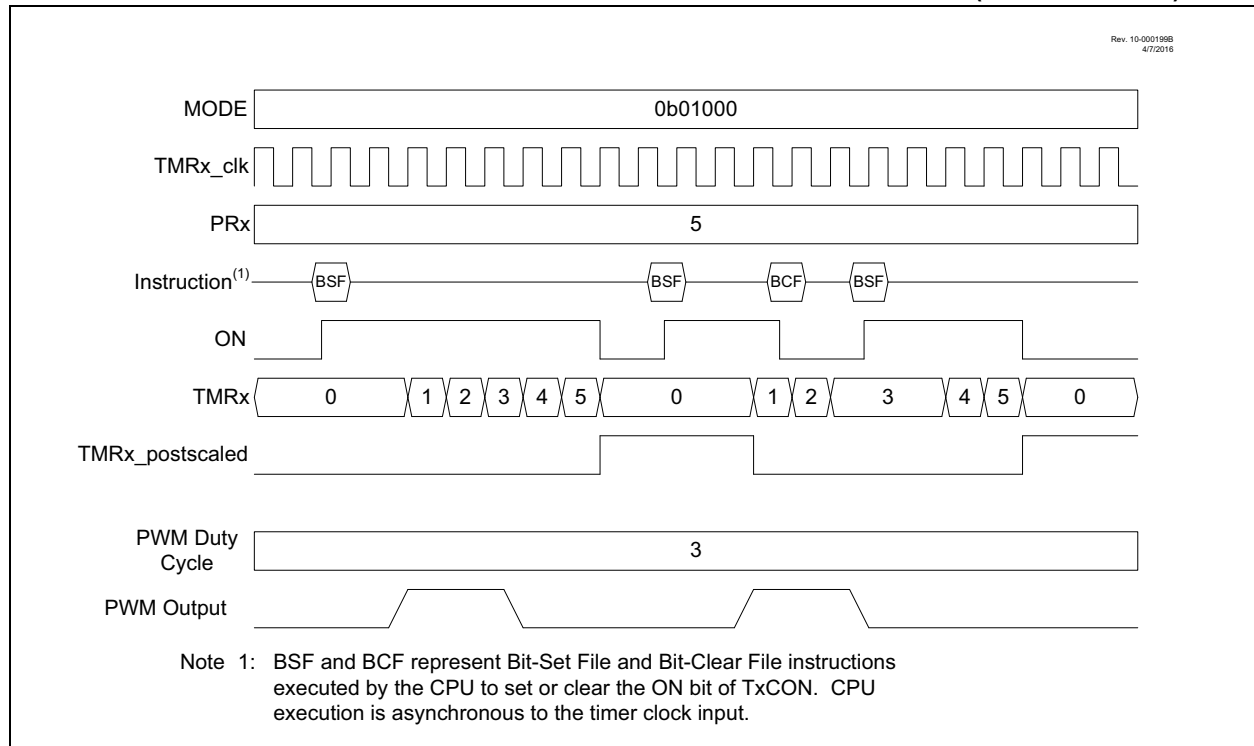 Rev. 10-000199B
4/7/2016
MODE 0b01000
TMRx_clk
PRx 5
Instruction(1) BSF BSF BCF BSF
ON
TMRx 0 1 2 3 4 5 0 1 2 3 4 5 0
TMRx_postscaled
PWM Duty
Cycle 3
PWM Output
Note 1: BSF and BCF represent Bit-Set File and Bit-Clear File instructions
executed by the CPU to set or clear the ON bit of TxCON. CPU
execution is asynchronous to the timer clock input.